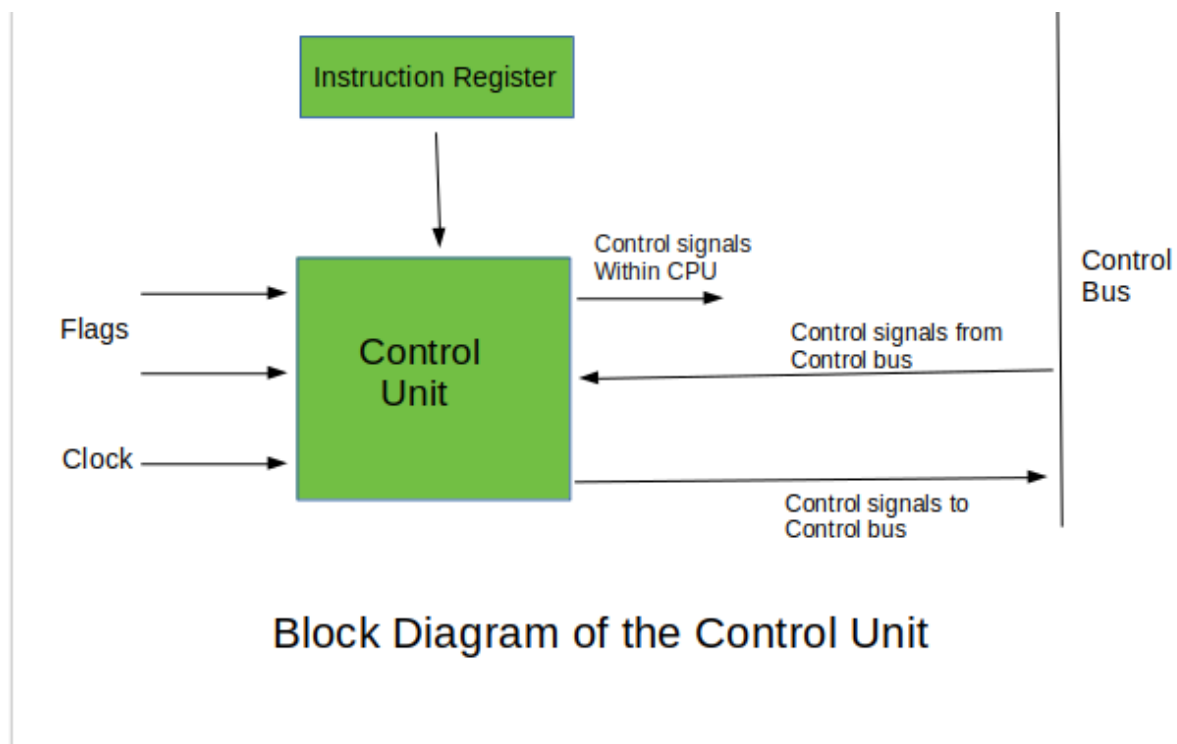 Instruction Register
Control signals
Within CPU
Control
Bus
Flags
Control signals from
Control bus
Control
Unit
Clock
Control signals to
Control bus
Block Diagram of the Control Unit